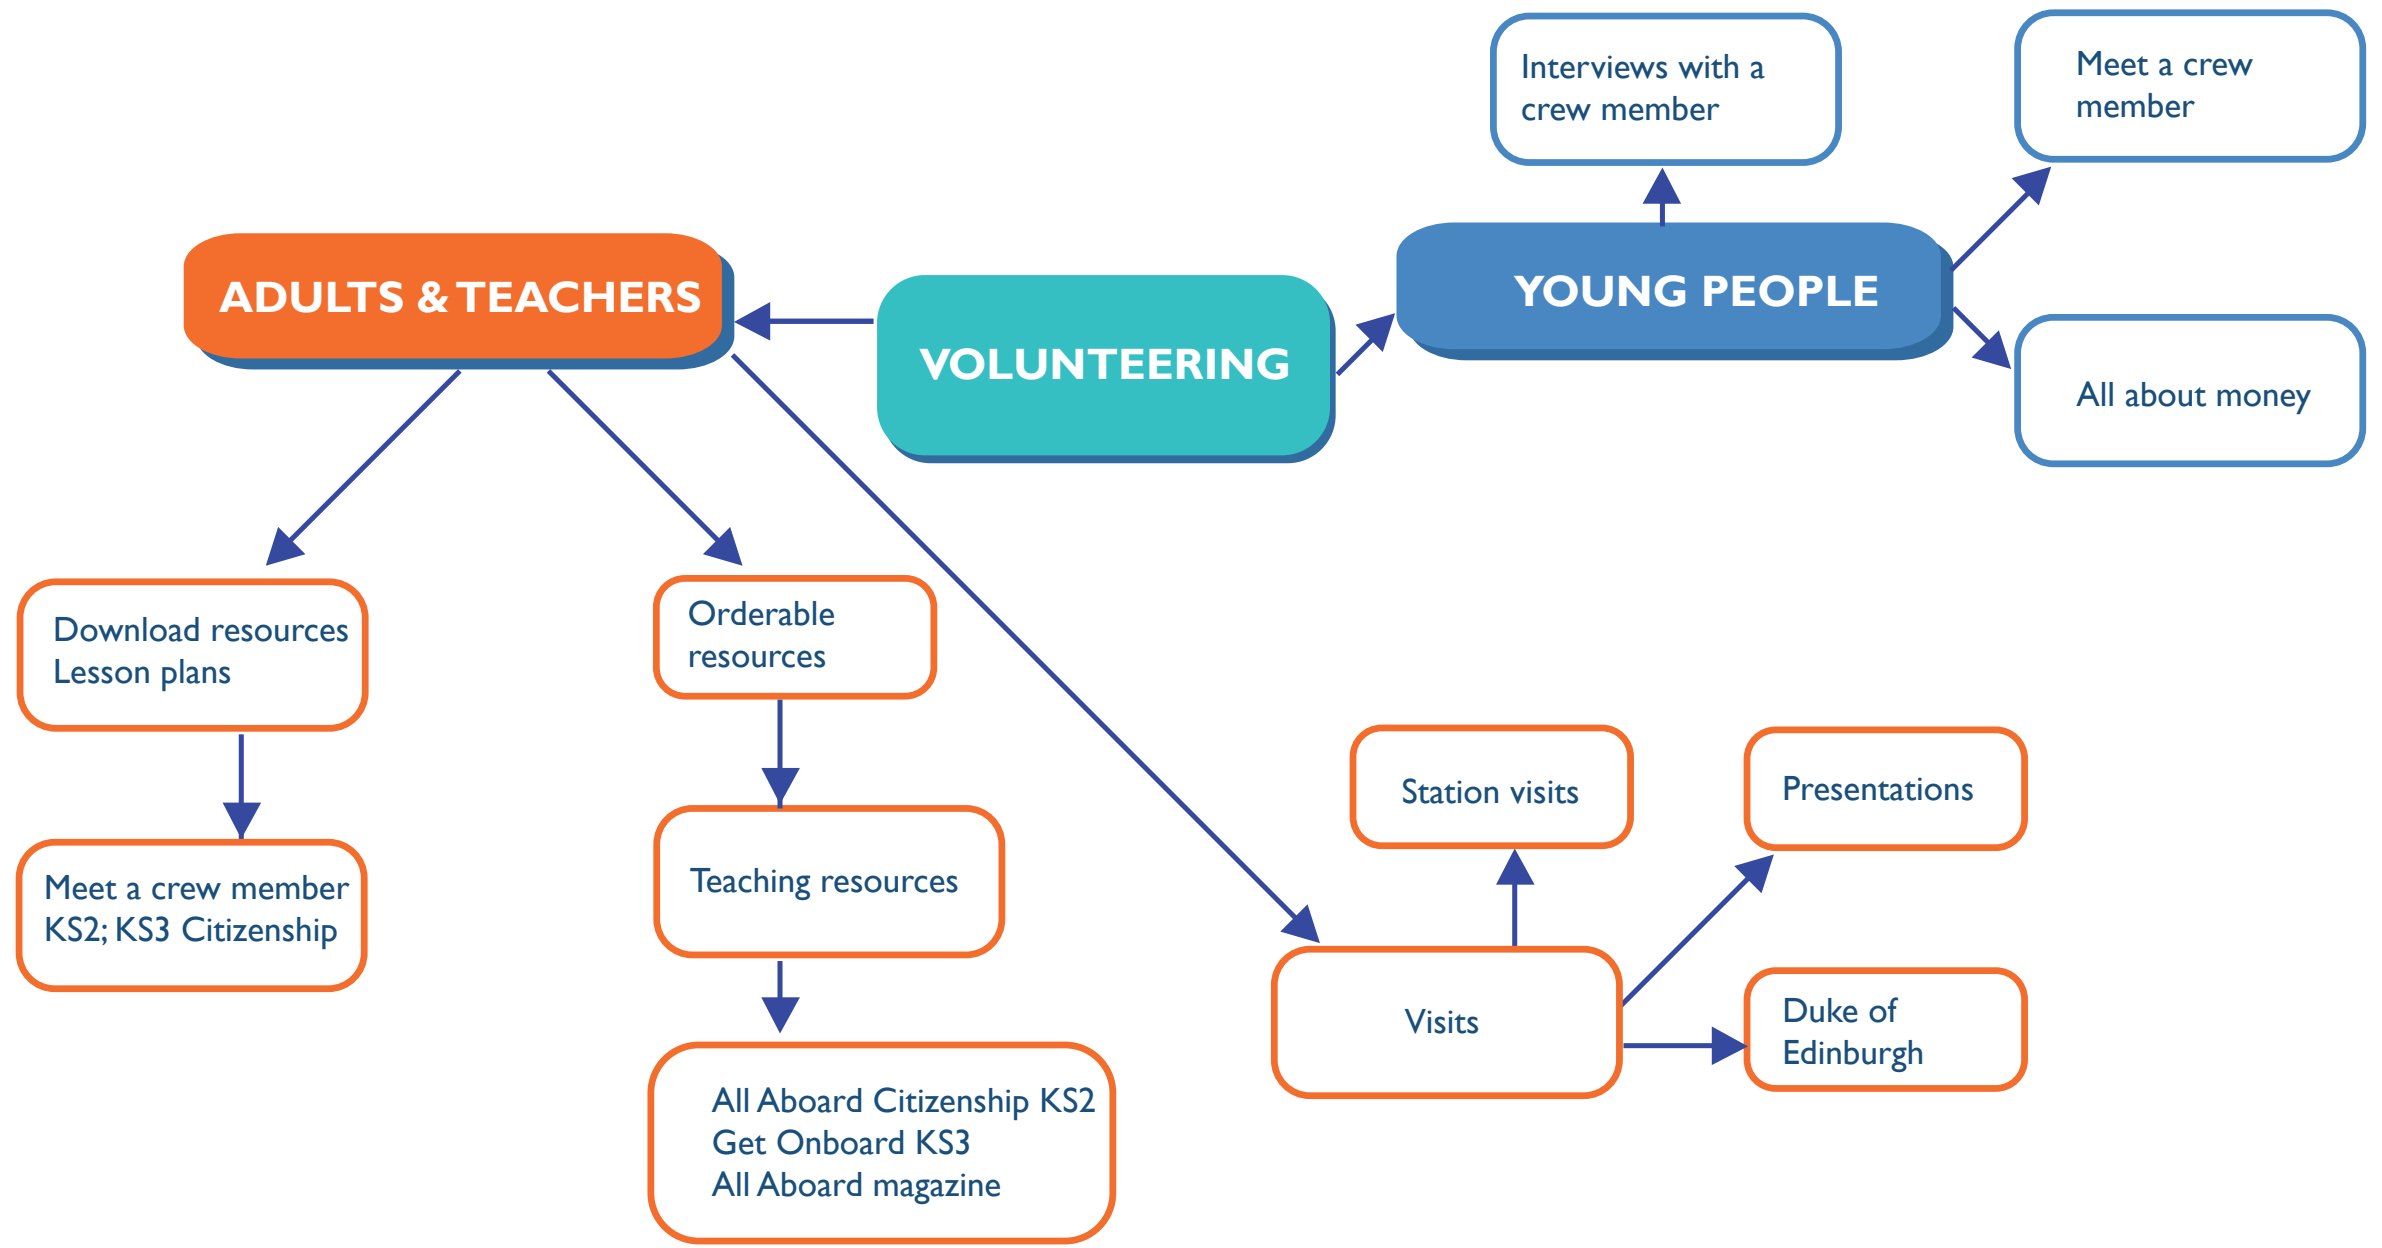 Interviews with a
crew member
Meet a crew
member
ADULTS & TEACHERS
VOLUNTEERING
YOUNG PEOPLE
All about money
Download resources
Lesson plans
Orderable
resources
Meet a crew member
KS2; KS3 Citizenship
Teaching resources
All Aboard Citizenship KS2
Get Onboard KS3
All Aboard magazine
Station visits
Presentations
Visits
Duke of
Edinburgh